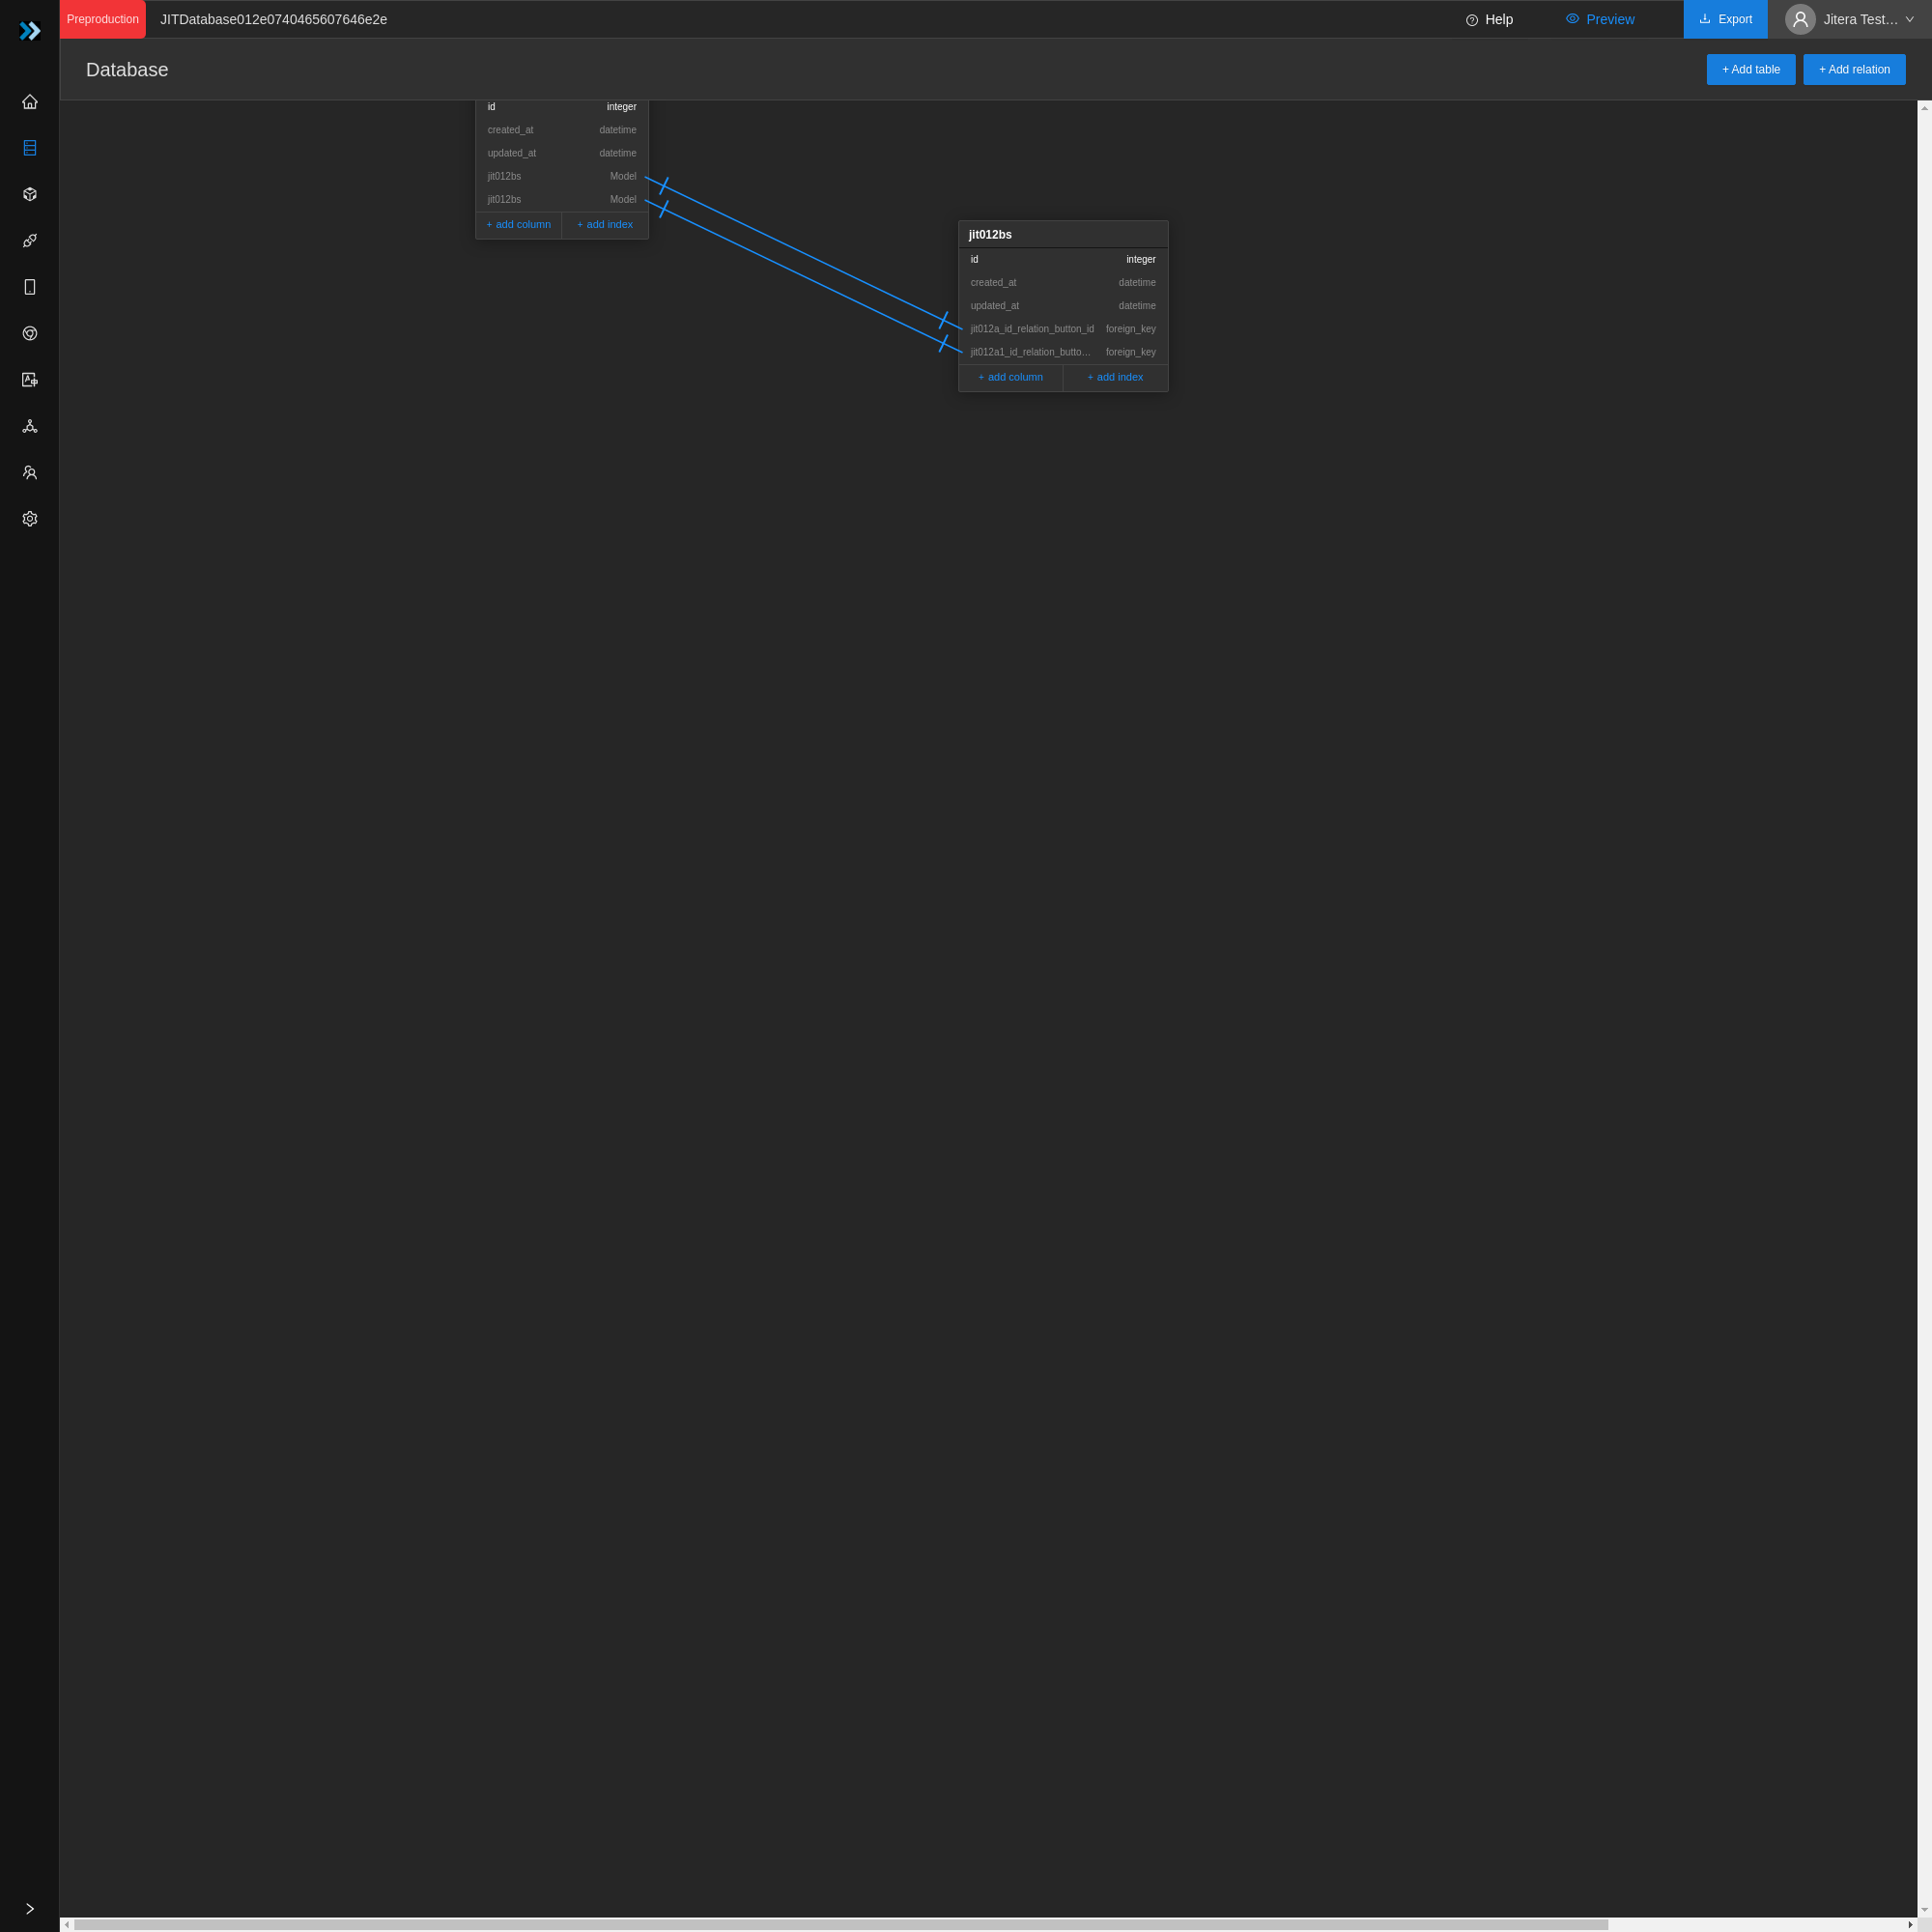 Preproduction JITDatabase012e0740465607646e2e Help Preview Export Jitera Test…
Database + Add table + Add relation
id integer
created_at datetime
updated_at datetime
jit012bs Model
jit012bs Model
+ add column + add index
jit012bs
id integer
created_at datetime
updated_at datetime
jit012a_id_relation_button_id foreign_key
jit012a1_id_relation_butto… foreign_key
+ add column + add index